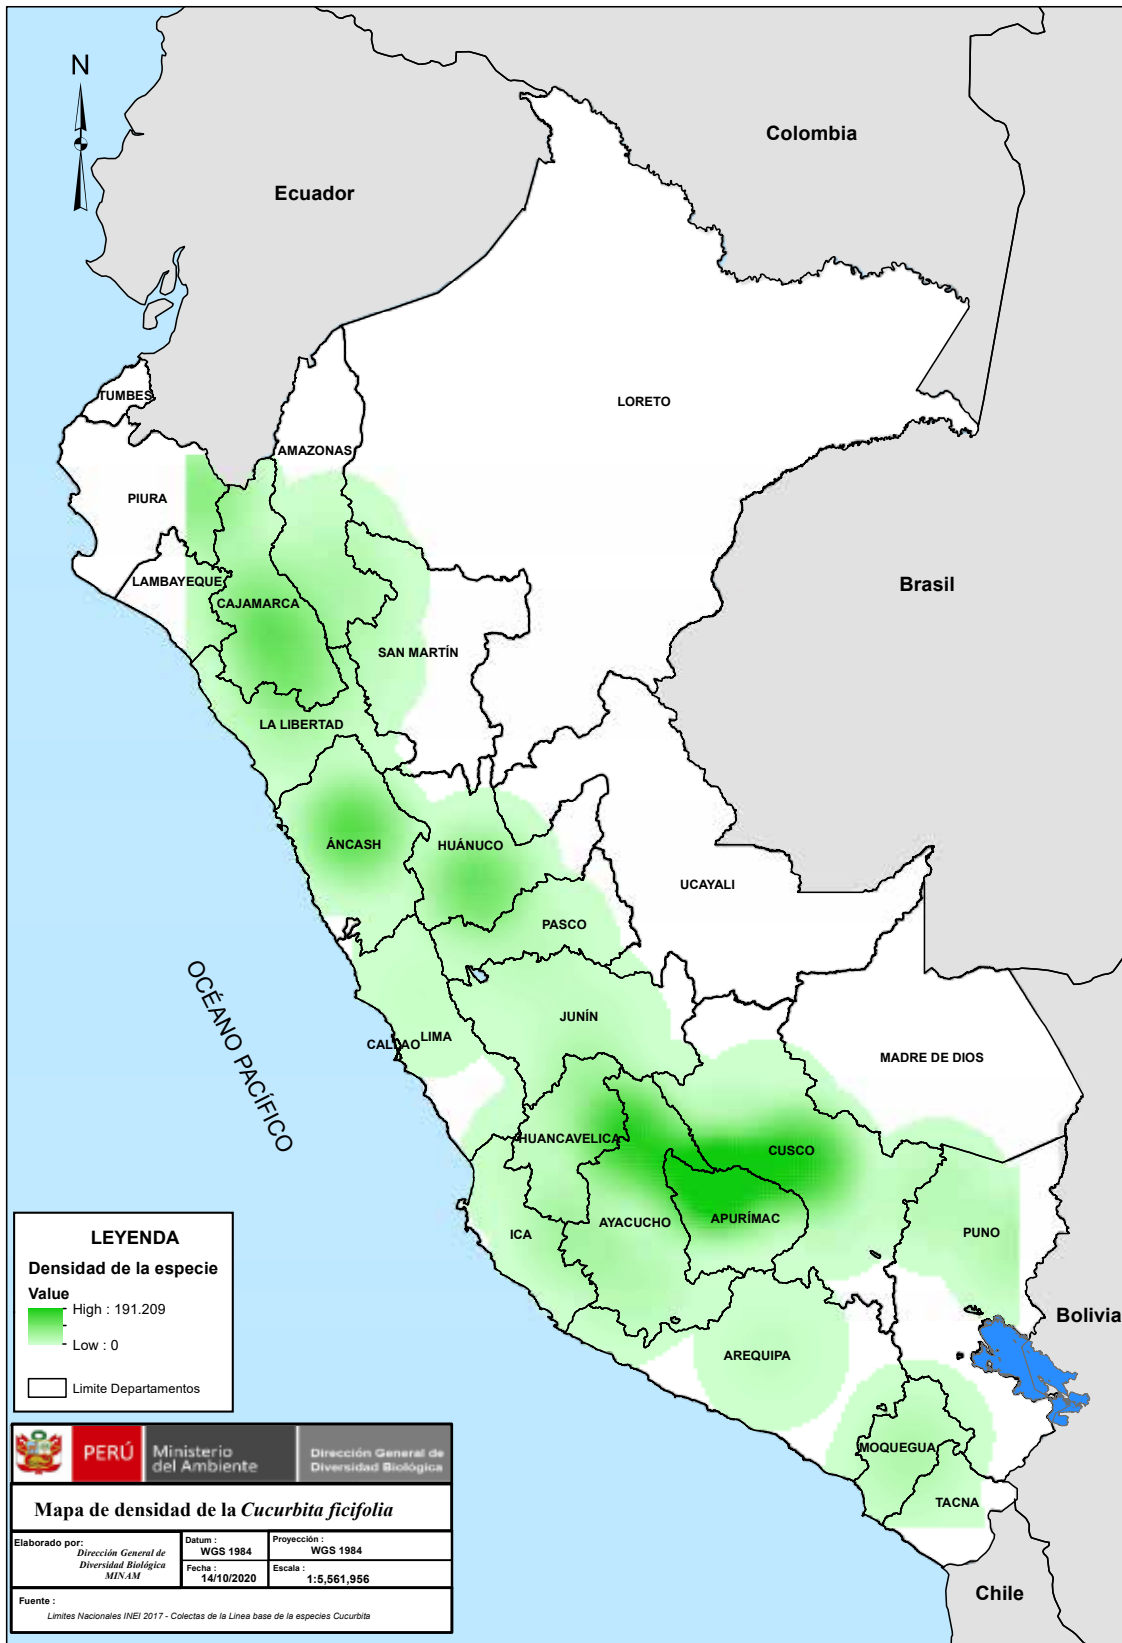 N
Colombia
Ecuador
TUMBES
LORETO
AMAZONAS
PIURA
LAMBAYEQUE
CAJAMARCA
Brasil
SAN MARTÍN
LA LIBERTAD
ÁNCASH
HUÁNUCO
UCAYALI
PASCO
OCÉANO PACÍFICO
JUNÍN
CALLAO
LIMA
MADRE DE DIOS
HUANCAVELICA
CUSCO
APURÍMAC
AYACUCHO
ICA
PUNO
Bolivia
AREQUIPA
MOQUEGUA
TACNA
Chile
LEYENDA
Densidad de la especie
Value
High : 191.209
Low : 0
Limite Departamentos
PERÚ
Ministerio
del Ambiente
Dirección General de
Diversidad Biológica
Mapa de densidad de la Cucurbita ficifolia
Elaborado por:
Dirección General de
Diversidad Biológica
MINAM
Datum :
WGS 1984
Proyección :
WGS 1984
Fecha :
14/10/2020
Escala :
1:5,561,956
Fuente :
Limites Nacionales INEI 2017 - Colectas de la Linea base de la especies Cucurbita